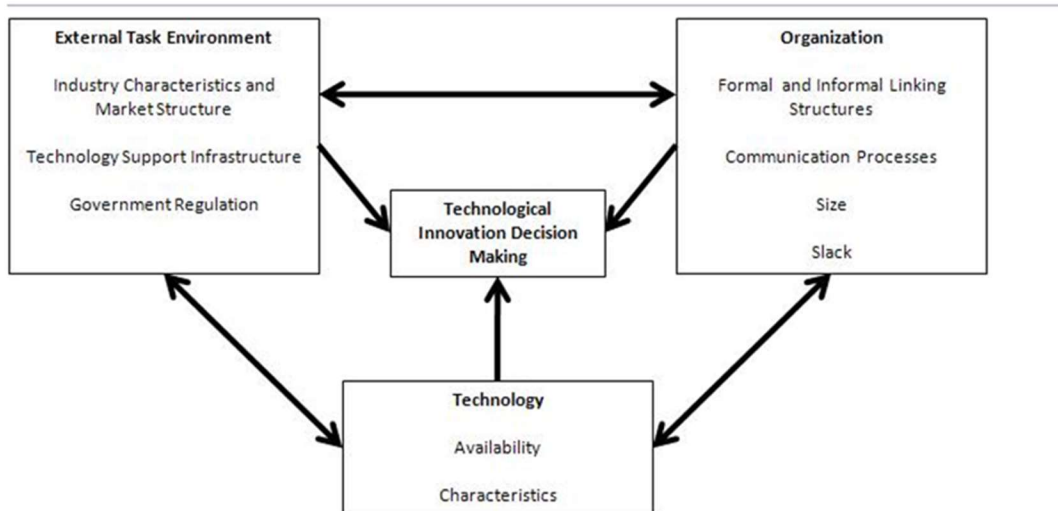 External Task Environment
Industry Characteristics and
Market Structure
Technology Support Infrastructure
Government Regulation
Organization
Formal and Informal Linking
Structures
Communication Processes
Size
Slack
Technological
Innovation Decision
Making
Technology
Availability
Characteristics